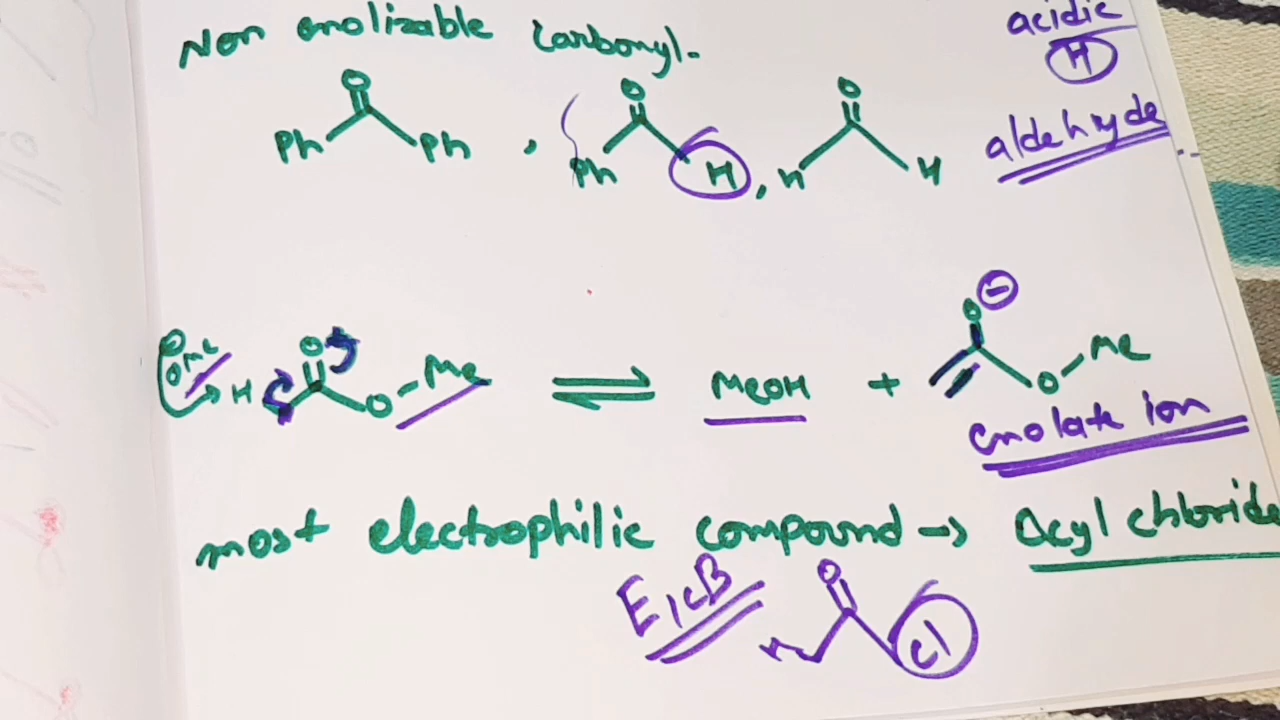 Non enolizable carbonyl.
acidic
H
aldehyde
O O O
Ph Ph , Ph H , H H
⊖
O O
⊖OMe H O-Me ⇌ MeOH + O-Me
enolate ion
most electrophilic compound → Acyl chloride
E1cB
O
H Cl